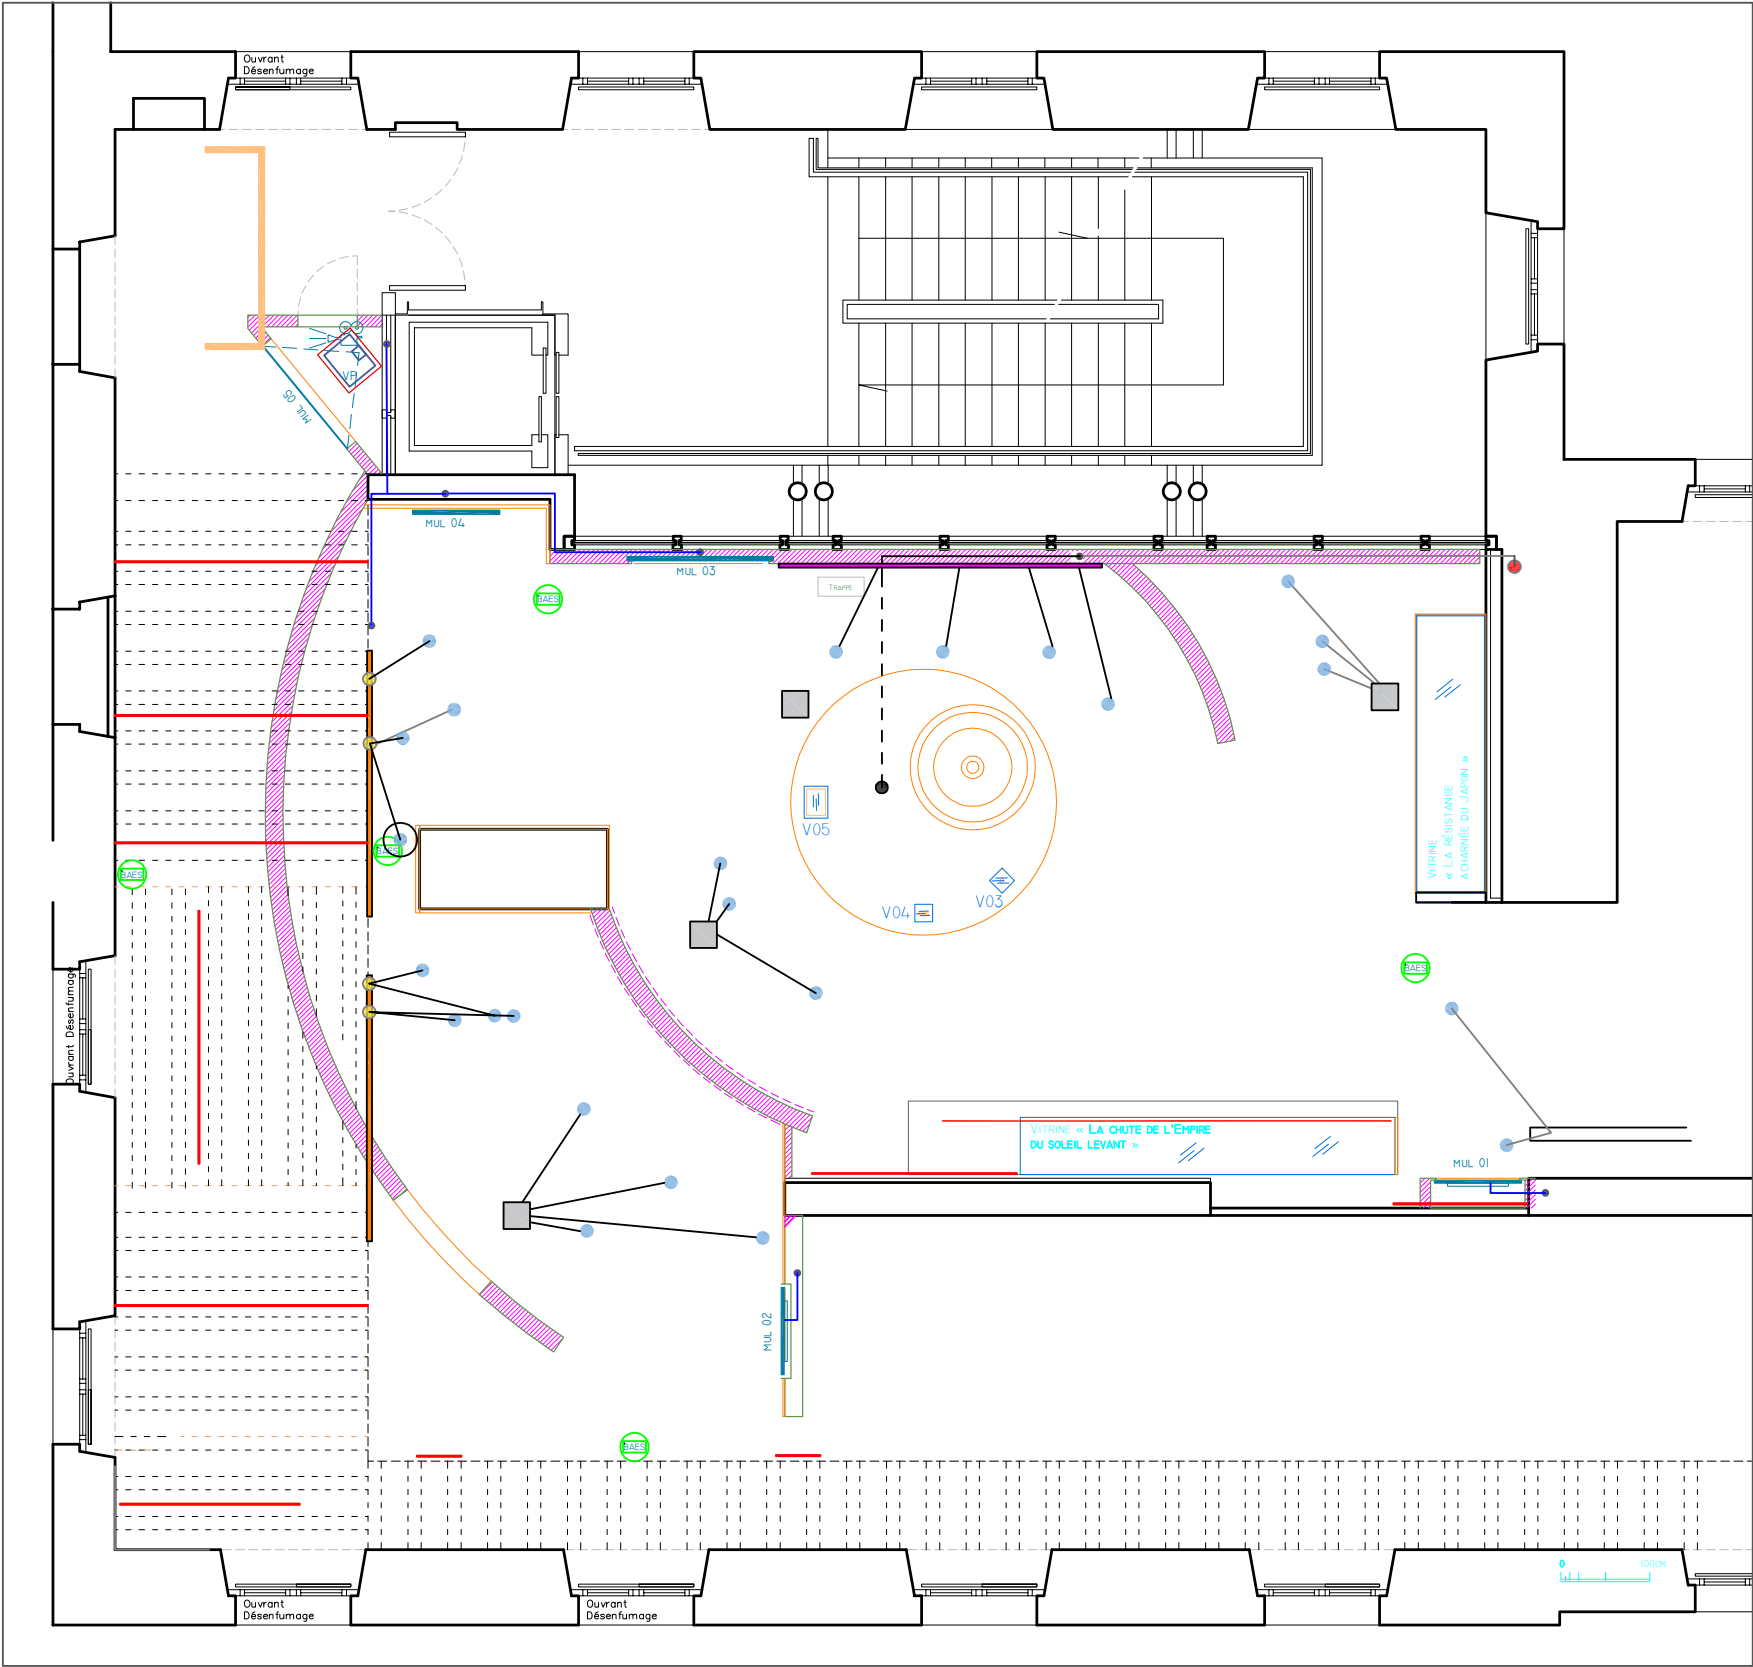 Ouvrant
Désenfumage
VP
MUL 05
MUL 04
MUL 03
TRAPPE
BAES
BAES
BAES
V05
V04
V03
VITRINE
« LA RÉSISTANCE
ACHARNÉE DU JAPON »
BAES
Ouvrant Désenfumage
VITRINE « LA CHUTE DE L'EMPIRE
DU SOLEIL LEVANT »
MUL 01
MUL 02
BAES
0 100CM
Ouvrant
Désenfumage
Ouvrant
Désenfumage